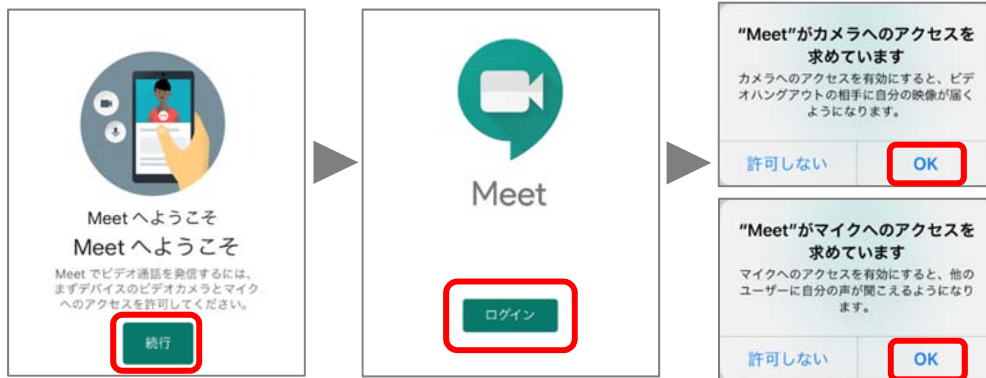 Meet へようこそ
Meet へようこそ
Meet でビデオ通話を発信するには、
まずデバイスのビデオカメラとマイク
へのアクセスを許可してください。
続行
Meet
ログイン
“Meet”がカメラへのアクセスを
求めています
カメラへのアクセスを有効にすると、ビデ
オハングアウトの相手に自分の映像が届く
ようになります。
許可しない OK
“Meet”がマイクへのアクセスを
求めています
マイクへのアクセスを有効にすると、他の
ユーザーに自分の声が聞こえるようになり
ます。
許可しない OK